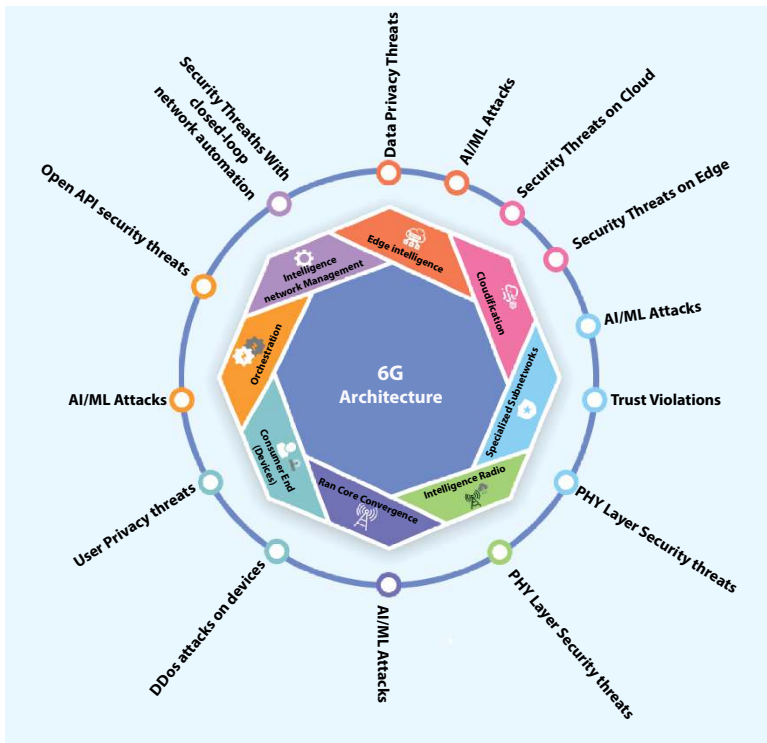 Data Privacy Threats
AI/ML Attacks
Security Threats on Cloud
Security Threats on Edge
AI/ML Attacks
Trust Violations
PHY Layer Security threats
PHY Layer Security threats
AI/ML Attacks
DDos attacks on devices
User Privacy threats
AI/ML Attacks
Open API security threats
Security Threaths With
closed-loop
network automation
Edge intelligence
Cloudification
Specialized Subnetworks
Intelligence Radio
Ran Core Convergence
Consumer End
(Devices)
Orchestration
Intelligence
network Management
6G
Architecture